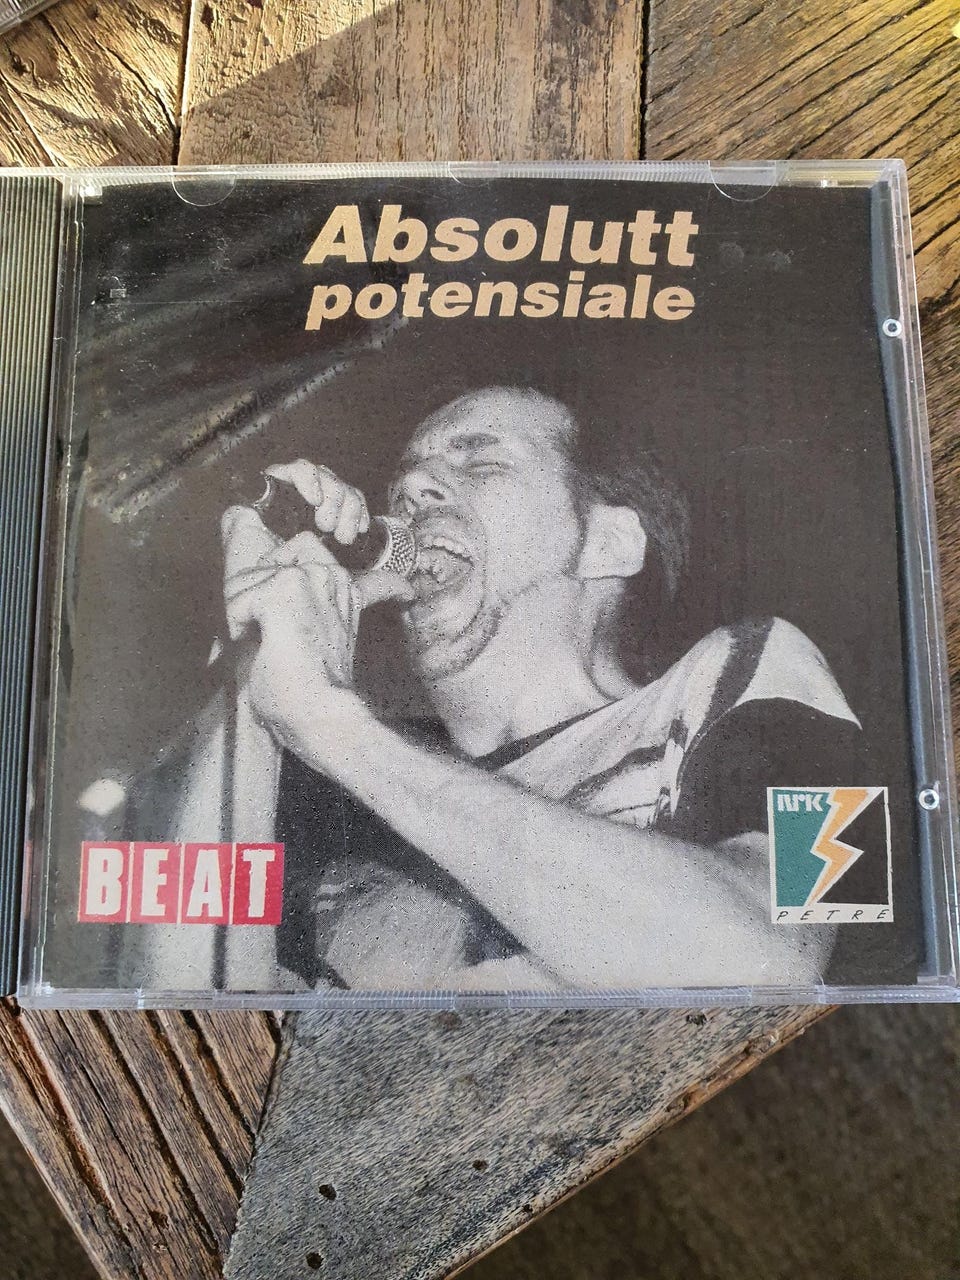 Absolutt
potensiale
BEAT
NRK
PETRE